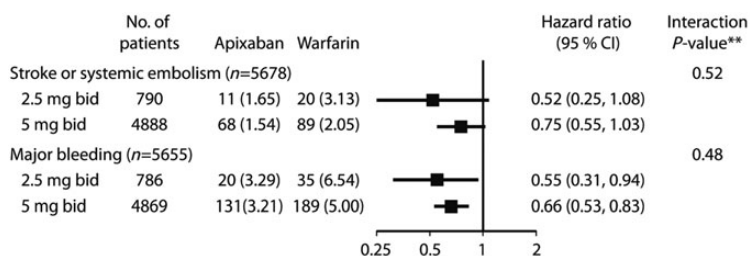 No. of patients Apixaban Warfarin Hazard ratio (95 % CI) Interaction P-value**
Stroke or systemic embolism (n=5678) 0.52
2.5 mg bid 790 11 (1.65) 20 (3.13) 0.52 (0.25, 1.08)
5 mg bid 4888 68 (1.54) 89 (2.05) 0.75 (0.55, 1.03)
Major bleeding (n=5655) 0.48
2.5 mg bid 786 20 (3.29) 35 (6.54) 0.55 (0.31, 0.94)
5 mg bid 4869 131(3.21) 189 (5.00) 0.66 (0.53, 0.83)
0.25 0.5 1 2